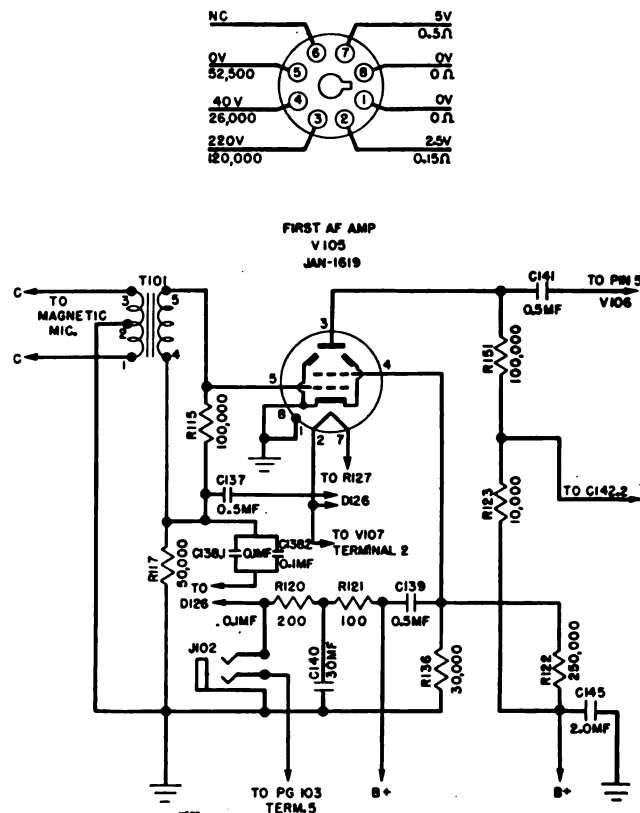 NC
5V
0.5Ω
6
7
0V
52,500
5
8
0V
0Ω
40V
26,000
4
1
0V
0Ω
220V
120,000
3
2
2.5V
0.15Ω
FIRST AF AMP
V105
JAN-1619
C
TO
MAGNETIC
MIC.
C
T101
3
2
1
5
4
C141
0.5MF
TO PIN 5
V106
3
5
4
8
1
2
7
R151
100,000
R115
100,000
TO R127
C137
0.5MF
D126
TO C142.2
R123
10,000
TO V107
TERMINAL 2
R117
50,000
C138.1
0.1MF
C138.2
0.1MF
TO
D126
0.1MF
R120
200
R121
100
C139
0.5MF
J102
C140
30MF
R136
30,000
R122
250,000
C145
2.0MF
TO PG 103
TERM. 5
B+
B+